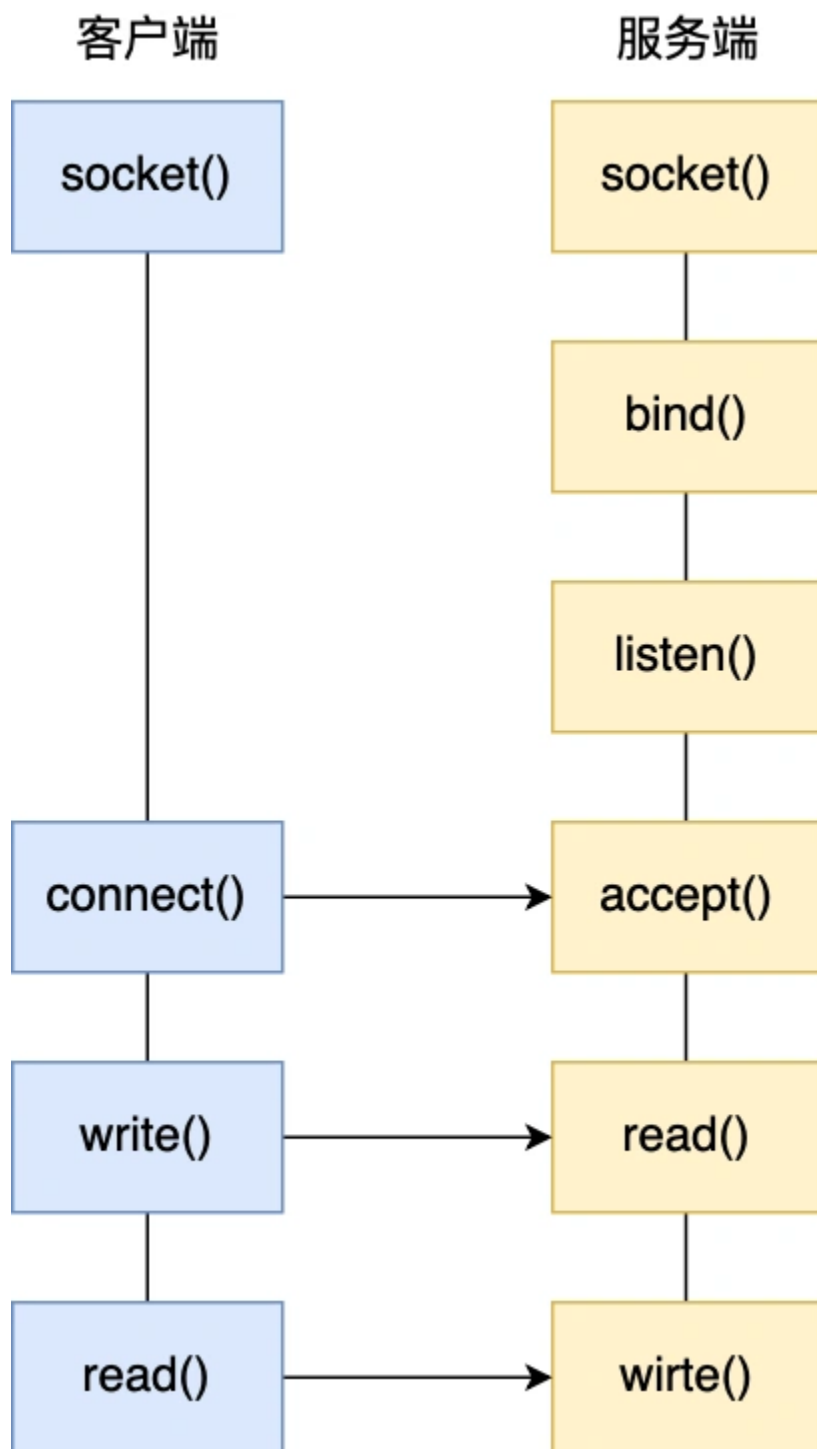 客户端
服务端
socket()
socket()
bind()
listen()
connect()
accept()
write()
read()
read()
wirte()